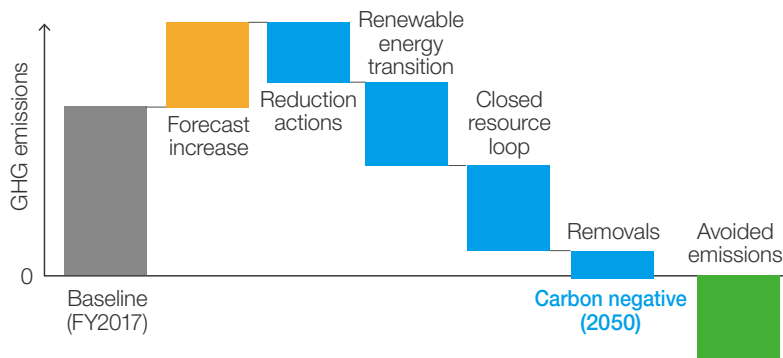 GHG emissions
0
Baseline
(FY2017)
Forecast
increase
Reduction
actions
Renewable
energy
transition
Closed
resource
loop
Removals
Carbon negative
(2050)
Avoided
emissions